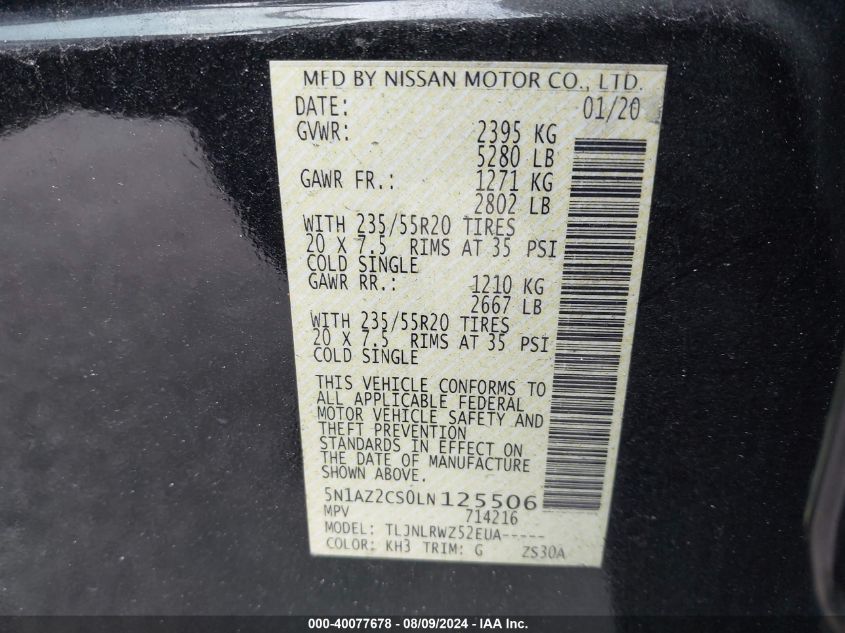 MFD BY NISSAN MOTOR CO., LTD.
DATE: 01/20
GVWR: 2395 KG
5280 LB
GAWR FR.: 1271 KG
2802 LB
WITH 235/55R20 TIRES
20 X 7.5 RIMS AT 35 PSI
COLD SINGLE
GAWR RR.: 1210 KG
2667 LB
WITH 235/55R20 TIRES
20 X 7.5 RIMS AT 35 PSI
COLD SINGLE
THIS VEHICLE CONFORMS TO
ALL APPLICABLE FEDERAL
MOTOR VEHICLE SAFETY AND
THEFT PREVENTION
STANDARDS IN EFFECT ON
THE DATE OF MANUFACTURE
SHOWN ABOVE.
5N1AZ2CS0LN125506
MPV 714216
MODEL: TLJNLRWZ52EUA-----
COLOR: KH3 TRIM: G ZS30A
000-40077678 - 08/09/2024 - IAAI.COM